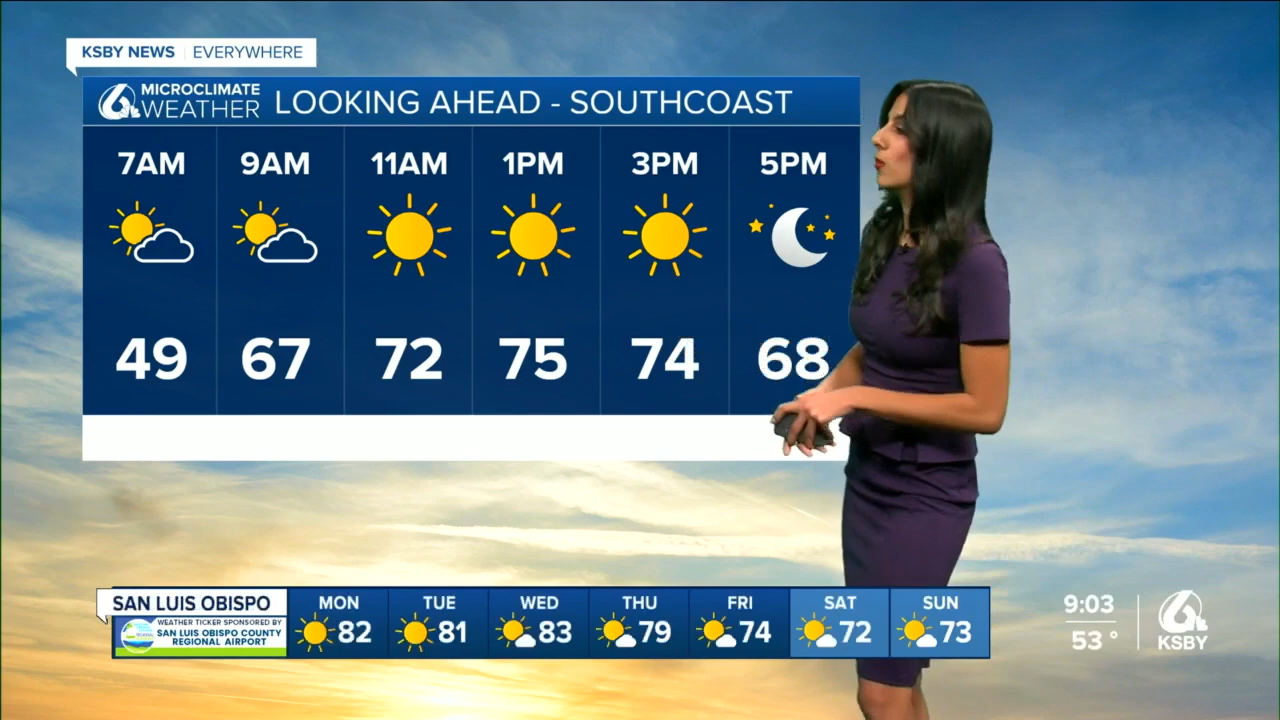 KSBY NEWS | EVERYWHERE
6 MICROCLIMATE WEATHER
LOOKING AHEAD - SOUTHCOAST
7AM 9AM 11AM 1PM 3PM 5PM
49 67 72 75 74 68
SAN LUIS OBISPO
WEATHER TICKER SPONSORED BY
SAN LUIS OBISPO COUNTY
REGIONAL AIRPORT
MON TUE WED THU FRI SAT SUN
82 81 83 79 74 72 73
9:03
53°
6
KSBY